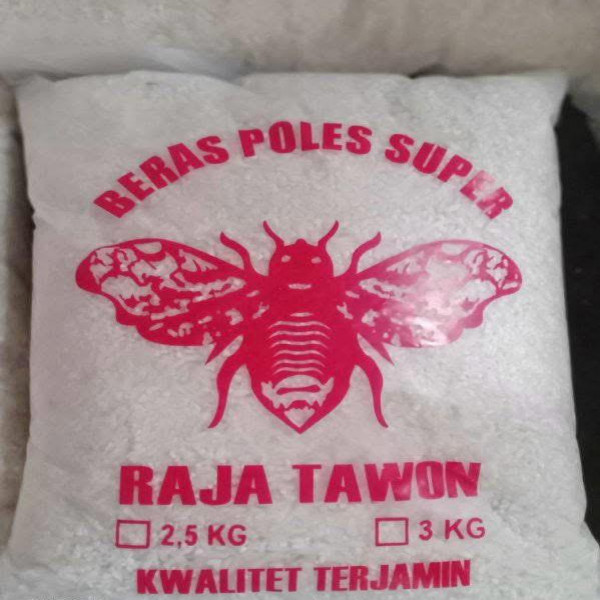 BERAS POLES SUPER
RAJA TAWON
2,5 KG 3 KG
KWALITET TERJAMIN